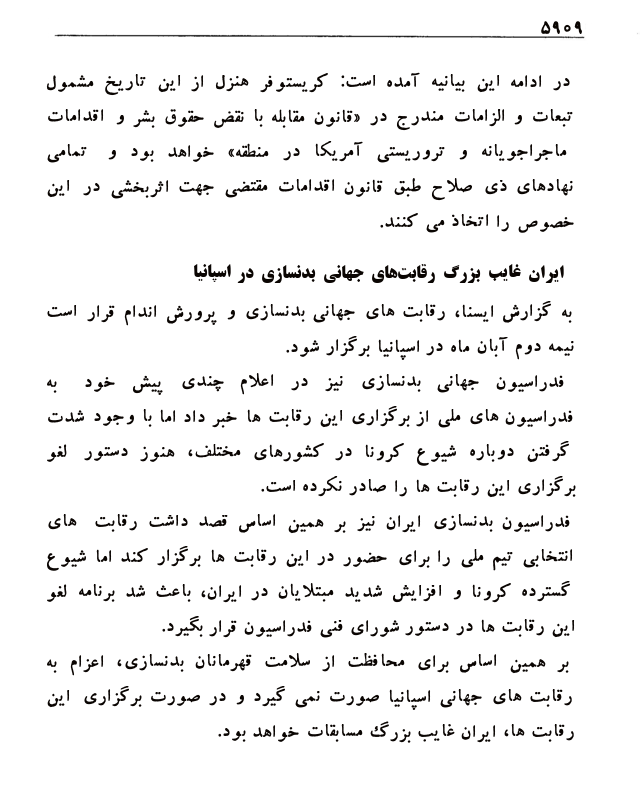 ۵۹۰۹
در ادامه این بیانیه آمده است: کریستوفر هنزل از این تاریخ مشمول
تبعات و الزامات مندرج در «قانون مقابله با نقض حقوق بشر و اقدامات
ماجراجویانه و تروریستی آمریکا در منطقه» خواهد بود و تمامی
نهادهای ذی صلاح طبق قانون اقدامات مقتضی جهت اثربخشی در این
خصوص را اتخاذ می کنند.
ایران غایب بزرگ رقابت‌های جهانی بدنسازی در اسپانیا
به گزارش ایسنا، رقابت های جهانی بدنسازی و پرورش اندام قرار است
نیمه دوم آبان ماه در اسپانیا برگزار شود.
فدراسیون جهانی بدنسازی نیز در اعلام چندی پیش خود به
فدراسیون های ملی از برگزاری این رقابت ها خبر داد اما با وجود شدت
گرفتن دوباره شیوع کرونا در کشورهای مختلف، هنوز دستور لغو
برگزاری این رقابت ها را صادر نکرده است.
فدراسیون بدنسازی ایران نیز بر همین اساس قصد داشت رقابت های
انتخابی تیم ملی را برای حضور در این رقابت ها برگزار کند اما شیوع
گسترده کرونا و افزایش شدید مبتلایان در ایران، باعث شد برنامه لغو
این رقابت ها در دستور شورای فنی فدراسیون قرار بگیرد.
بر همین اساس برای محافظت از سلامت قهرمانان بدنسازی، اعزام به
رقابت های جهانی اسپانیا صورت نمی گیرد و در صورت برگزاری این
رقابت ها، ایران غایب بزرگ مسابقات خواهد بود.